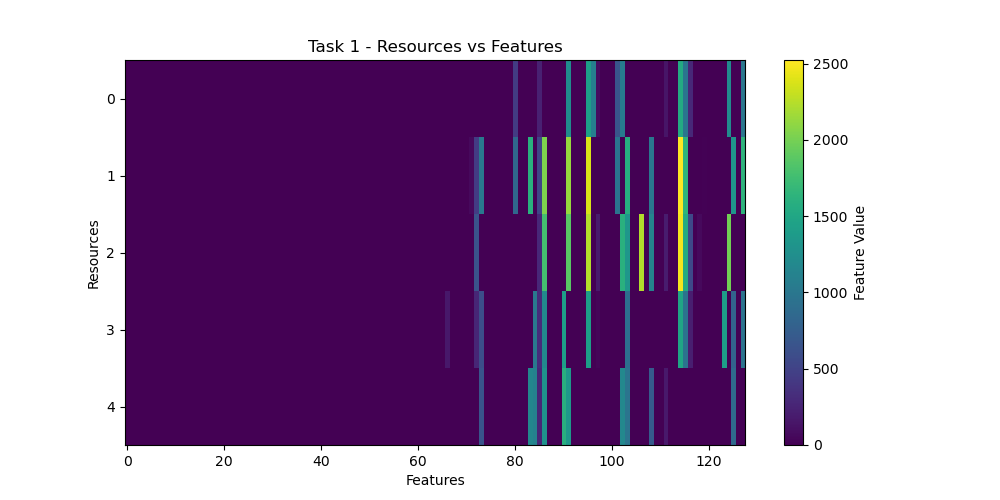 Task 1 - Resources vs Features
0
1
2
3
4
Resources
0 20 40 60 80 100 120
Features
2500
2000
1500
1000
500
0
Feature Value